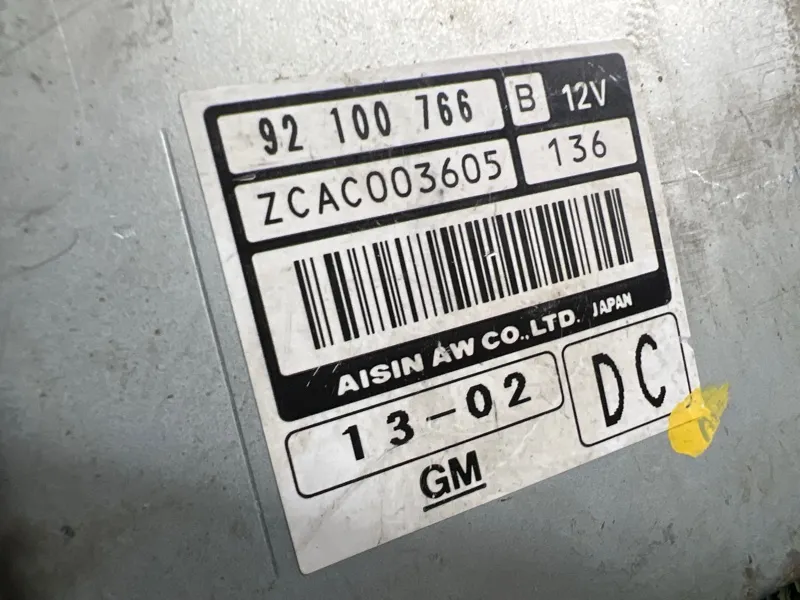 92 100 766 B 12V
ZCAC003605 136
AISIN AW CO.,LTD. JAPAN
13-02 DC
GM